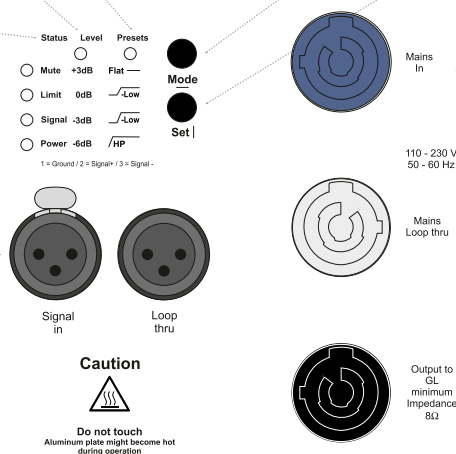 Status Level Presets
Mute +3dB Flat
Mode
Limit 0dB -Low
Signal -3dB -Low
Set
Power -6dB HP
1 = Ground / 2 = Signal+ / 3 = Signal -
Mains
In
110 - 230 V
50 - 60 Hz
Mains
Loop thru
Signal
in
Loop
thru
Caution
Do not touch
Aluminum plate might become hot
during operation
Output to
GL
minimum
Impedance
8Ω